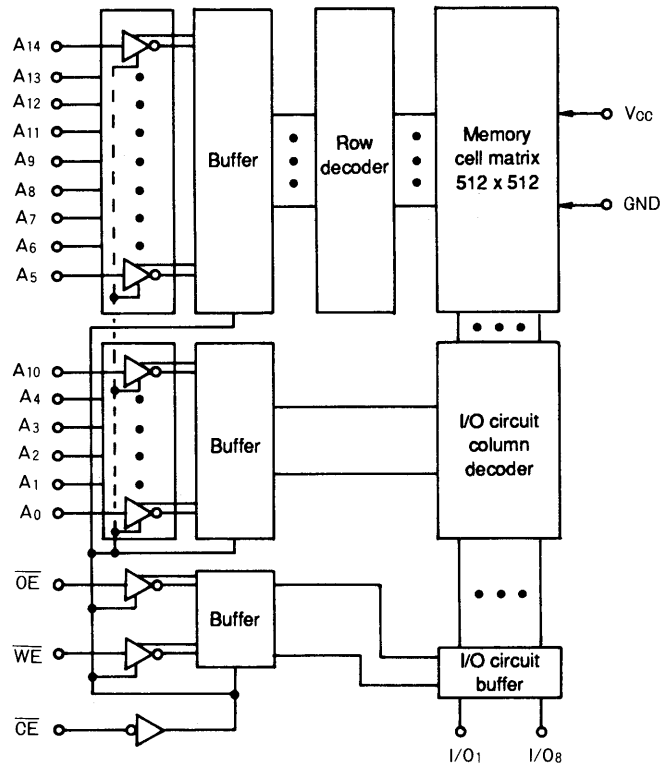 A14
A13
A12
A11
A9
A8
A7
A6
A5
Buffer
Row
decoder
Memory
cell matrix
512 x 512
VCC
GND
A10
A4
A3
A2
A1
A0
Buffer
I/O circuit
column
decoder
OE
WE
CE
Buffer
I/O circuit
buffer
I/O1
I/O8